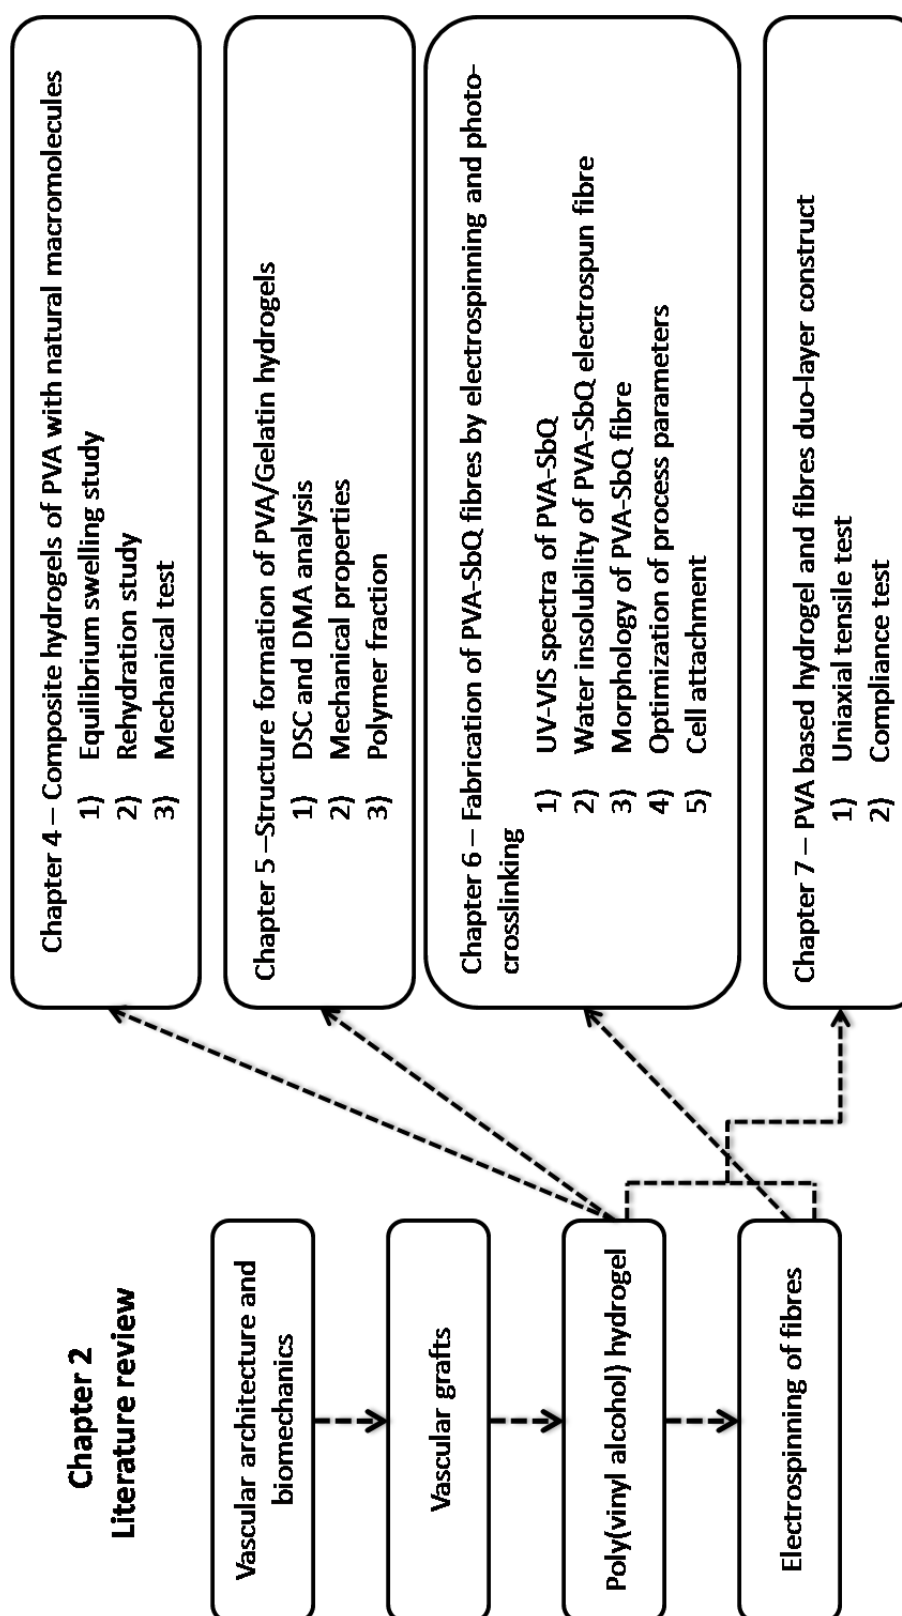 Chapter 2
Literature review
Vascular architecture and
biomechanics
Vascular grafts
Poly(vinyl alcohol) hydrogel
Electrospinning of fibres
Chapter 4 – Composite hydrogels of PVA with natural macromolecules
1) Equilibrium swelling study
2) Rehydration study
3) Mechanical test
Chapter 5 –Structure formation of PVA/Gelatin hydrogels
1) DSC and DMA analysis
2) Mechanical properties
3) Polymer fraction
Chapter 6 – Fabrication of PVA-SbQ fibres by electrospinning and photo-
crosslinking
1) UV-VIS spectra of PVA-SbQ
2) Water insolubility of PVA-SbQ electrospun fibre
3) Morphology of PVA-SbQ fibre
4) Optimization of process parameters
5) Cell attachment
Chapter 7 – PVA based hydrogel and fibres duo-layer construct
1) Uniaxial tensile test
2) Compliance test